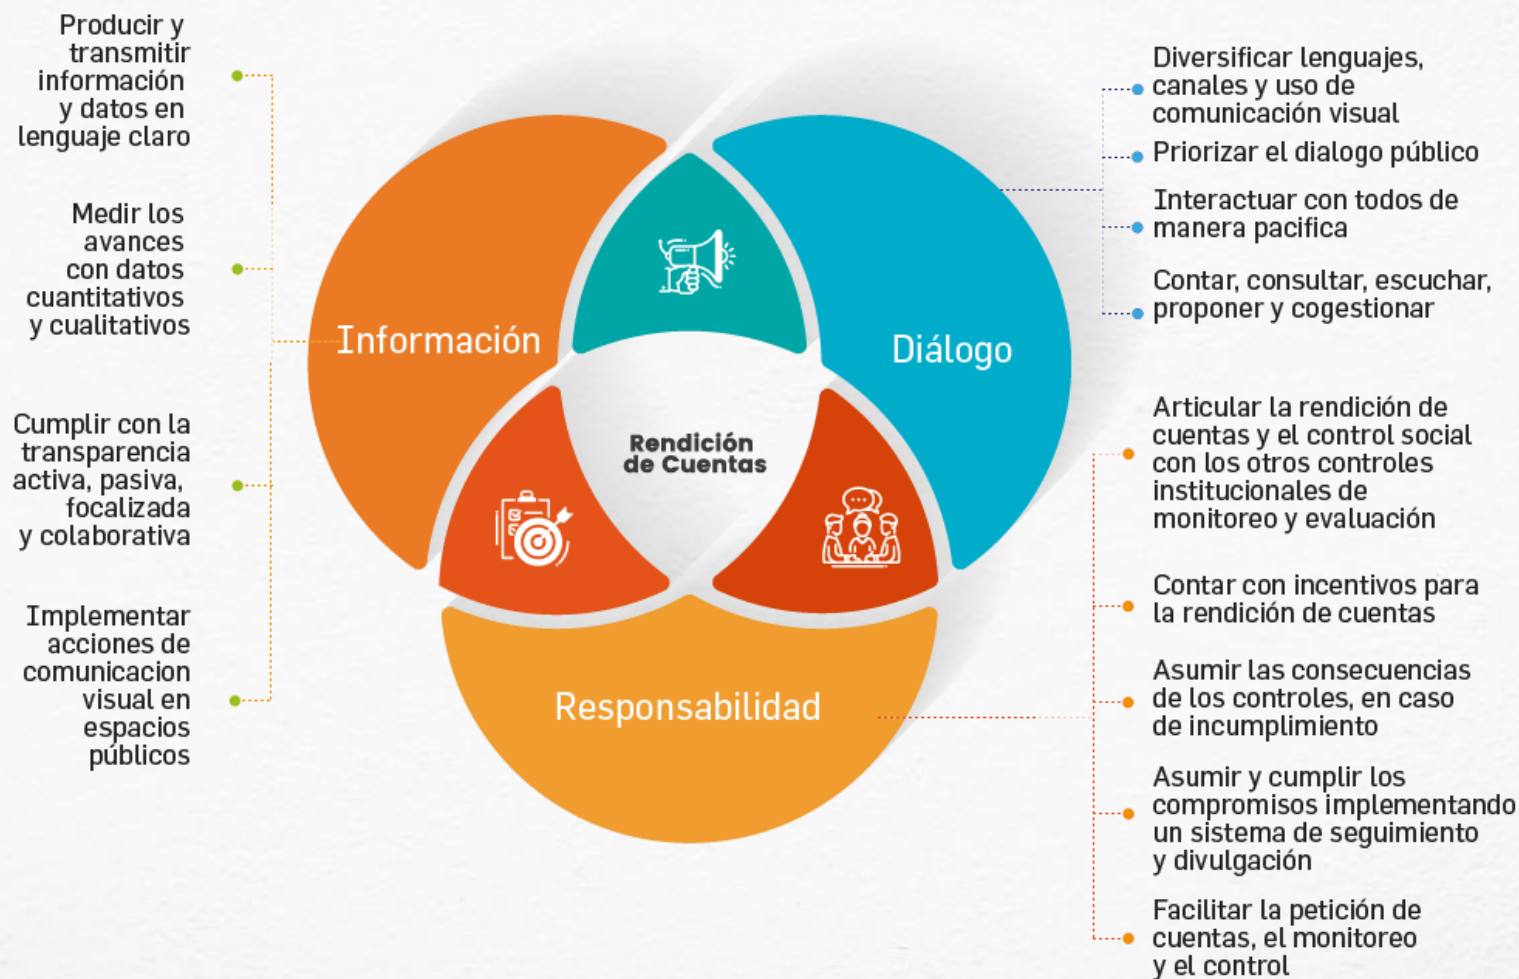 Producir y
transmitir
información
y datos en
lenguaje claro
Medir los
avances
con datos
cuantitativos
y cualitativos
Cumplir con la
transparencia
activa, pasiva,
focalizada
y colaborativa
Implementar
acciones de
comunicacion
visual en
espacios
públicos
Información
Diálogo
Rendición
de Cuentas
Responsabilidad
Diversificar lenguajes,
canales y uso de
comunicación visual
Priorizar el dialogo público
Interactuar con todos de
manera pacifica
Contar, consultar, escuchar,
proponer y cogestionar
Articular la rendición de
cuentas y el control social
con los otros controles
institucionales de
monitoreo y evaluación
Contar con incentivos para
la rendición de cuentas
Asumir las consecuencias
de los controles, en caso
de incumplimiento
Asumir y cumplir los
compromisos implementando
un sistema de seguimiento
y divulgación
Facilitar la petición de
cuentas, el monitoreo
y el control